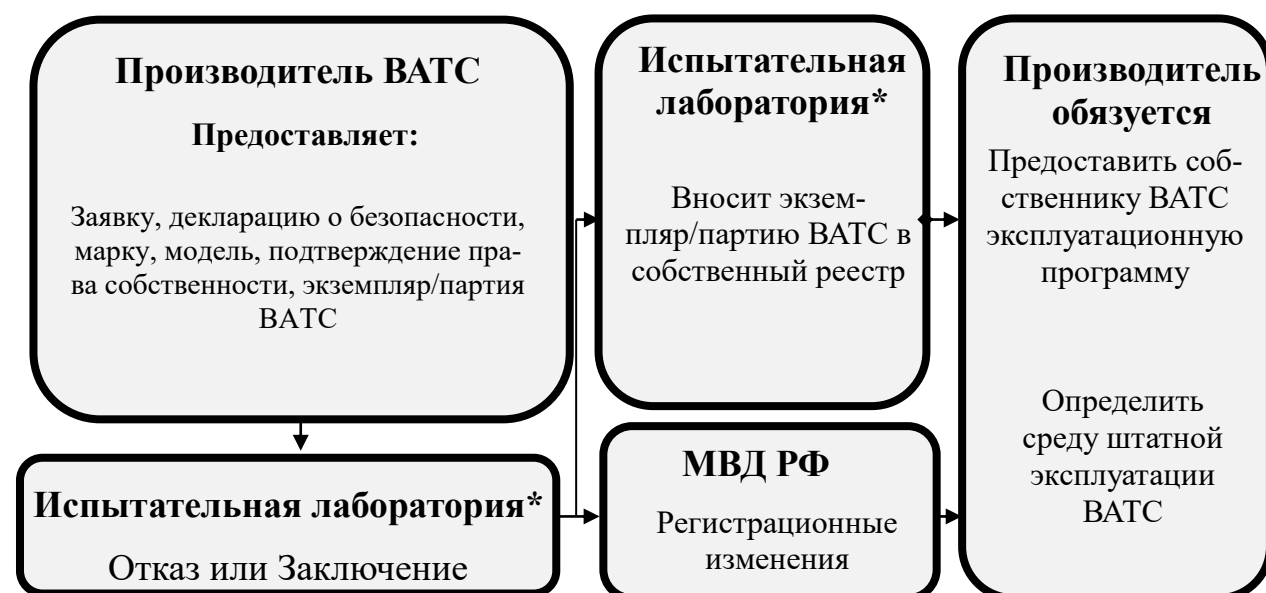 Производитель ВАТС
Предоставляет:
Заявку, декларацию о безопасности,
марку, модель, подтверждение пра-
ва собственности, экземпляр/партия
ВАТС
Испытательная лаборатория*
Отказ или Заключение
Испытательная
лаборатория*
Вносит экзем-
пляр/партию ВАТС в
собственный реестр
МВД РФ
Регистрационные
изменения
Производитель
обязуется
Предоставить соб-
ственнику ВАТС
эксплуатационную
программу
Определить
среду штатной
эксплуатации
ВАТС